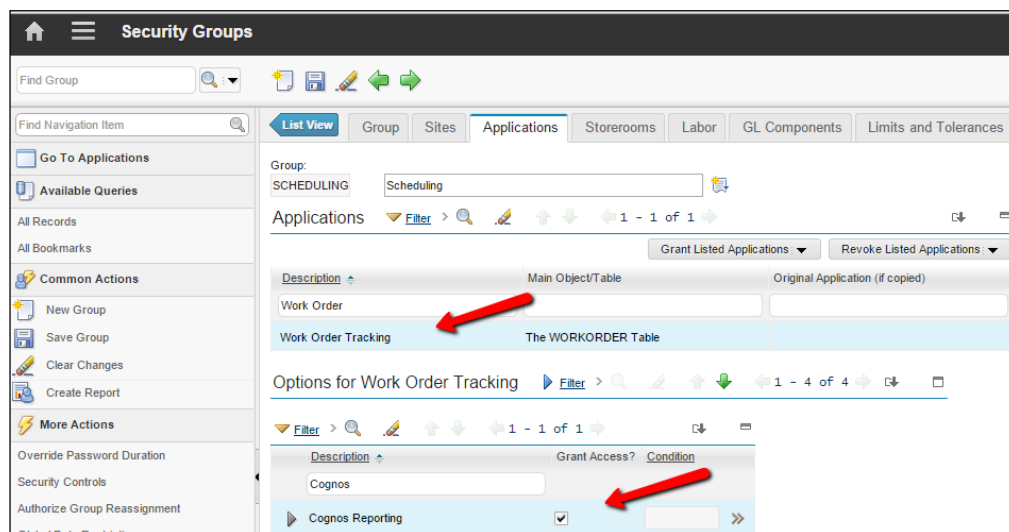 Security Groups
Find Group
Find Navigation Item
Go To Applications
Available Queries
All Records
All Bookmarks
Common Actions
New Group
Save Group
Clear Changes
Create Report
More Actions
Override Password Duration
Security Controls
Authorize Group Reassignment
List View Group Sites Applications Storerooms Labor GL Components Limits and Tolerances
Group:
SCHEDULING Scheduling
Applications Filter > 1 - 1 of 1
Grant Listed Applications Revoke Listed Applications
Description Main Object/Table Original Application (if copied)
Work Order
Work Order Tracking The WORKORDER Table
Options for Work Order Tracking Filter > 1 - 4 of 4
Filter > 1 - 1 of 1
Description Grant Access? Condition
Cognos
Cognos Reporting